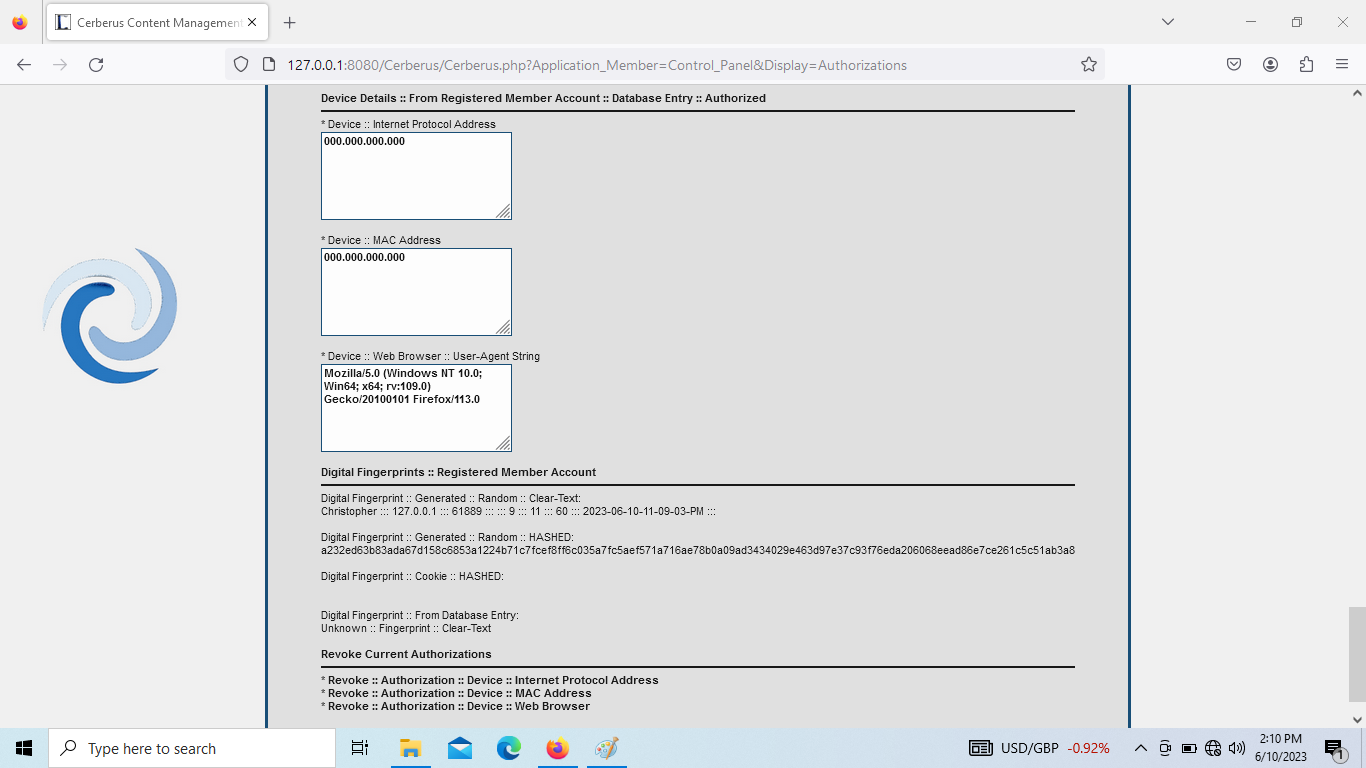 Cerberus Content Management
127.0.0.1:8080/Cerberus/Cerberus.php?Application_Member=Control_Panel&Display=Authorizations
Device Details :: From Registered Member Account :: Database Entry :: Authorized
* Device :: Internet Protocol Address
000.000.000.000
* Device :: MAC Address
000.000.000.000
* Device :: Web Browser :: User-Agent String
Mozilla/5.0 (Windows NT 10.0;
Win64; x64; rv:109.0)
Gecko/20100101 Firefox/113.0
Digital Fingerprints :: Registered Member Account
Digital Fingerprint :: Generated :: Random :: Clear-Text:
Christopher ::: 127.0.0.1 ::: 61889 ::: ::: 9 ::: 11 ::: 60 ::: 2023-06-10-11-09-03-PM :::
Digital Fingerprint :: Generated :: Random :: HASHED:
a232ed63b83ada67d158c6853a1224b71c7fcef8ff6c035a7fc5aef571a716ae78b0a09ad3434029e463d97e37c93f76eda206068eead86e7ce261c5c51ab3a8
Digital Fingerprint :: Cookie :: HASHED:
Digital Fingerprint :: From Database Entry:
Unknown :: Fingerprint :: Clear-Text
Revoke Current Authorizations
* Revoke :: Authorization :: Device :: Internet Protocol Address
* Revoke :: Authorization :: Device :: MAC Address
* Revoke :: Authorization :: Device :: Web Browser
Type here to search
USD/GBP -0.92%
2:10 PM
6/10/2023
1